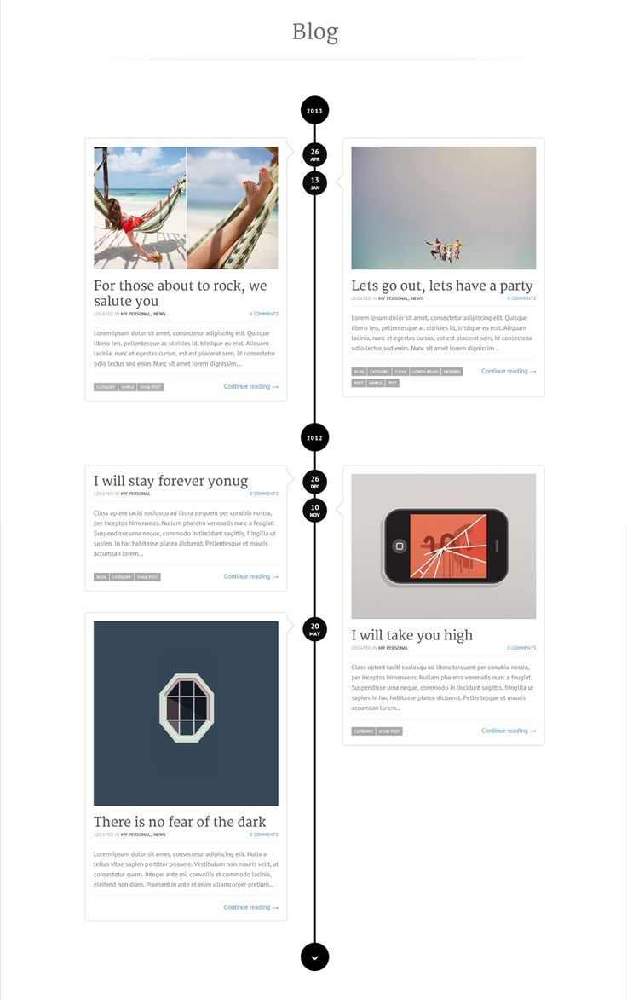 Blog
2013
26
APR
For those about to rock, we
salute you
LOCATED IN MY PERSONAL, NEWS
0 COMMENTS
Lorem ipsum dolor sit amet, consectetur adipiscing elit. Quisque
libero leo, pellentesque ac ultricies id, tristique eu erat. Aliquam
lacinia, nunc et egestas cursus, est est placerat sem, id consectetur
odio lectus sed enim. Nunc sit amet lorem dignissim...
CATEGORY
SIMPLE
SINGE POST
Continue reading →
13
JAN
Lets go out, lets have a party
LOCATED IN MY PERSONAL, NEWS
0 COMMENTS
Lorem ipsum dolor sit amet, consectetur adipiscing elit. Quisque
libero leo, pellentesque ac ultricies id, tristique eu erat. Aliquam
lacinia, nunc et egestas cursus, est est placerat sem, id consectetur
odio lectus sed enim. Nunc sit amet lorem dignissim...
BLOG
CATEGORY
CLEAN
LOREM IPSUM
MODERN
POST
SIMPLE
TEXT
Continue reading →
2012
26
DEC
I will stay forever yonug
LOCATED IN MY PERSONAL
0 COMMENTS
Class aptent taciti sociosqu ad litora torquent per conubia nostra,
per inceptos himenaeos. Nullam pharetra venenatis nunc a feugiat.
Suspendisse urna neque, commodo in tincidunt sagittis, fringilla ut
sapien. In hac habitasse platea dictumst. Pellentesque et mauris
accumsan lorem...
BLOG
CATEGORY
SINGE POST
Continue reading →
10
NOV
I will take you high
LOCATED IN MY PERSONAL
0 COMMENTS
Class aptent taciti sociosqu ad litora torquent per conubia nostra,
per inceptos himenaeos. Nullam pharetra venenatis nunc a feugiat.
Suspendisse urna neque, commodo in tincidunt sagittis, fringilla ut
sapien. In hac habitasse platea dictumst. Pellentesque et mauris
accumsan lorem...
CATEGORY
SINGE POST
Continue reading →
20
MAY
There is no fear of the dark
LOCATED IN MY PERSONAL, NEWS
0 COMMENTS
Lorem ipsum dolor sit amet, consectetur adipiscing elit. Nulla a
tellus vitae sapien porttitor posuere. Vestibulum non mauris velit, at
consectetur quam. Integer ante mi, convallis et commodo lacinia,
eleifend non diam. Praesent in ante et enim ullamcorper pretium...
Continue reading →